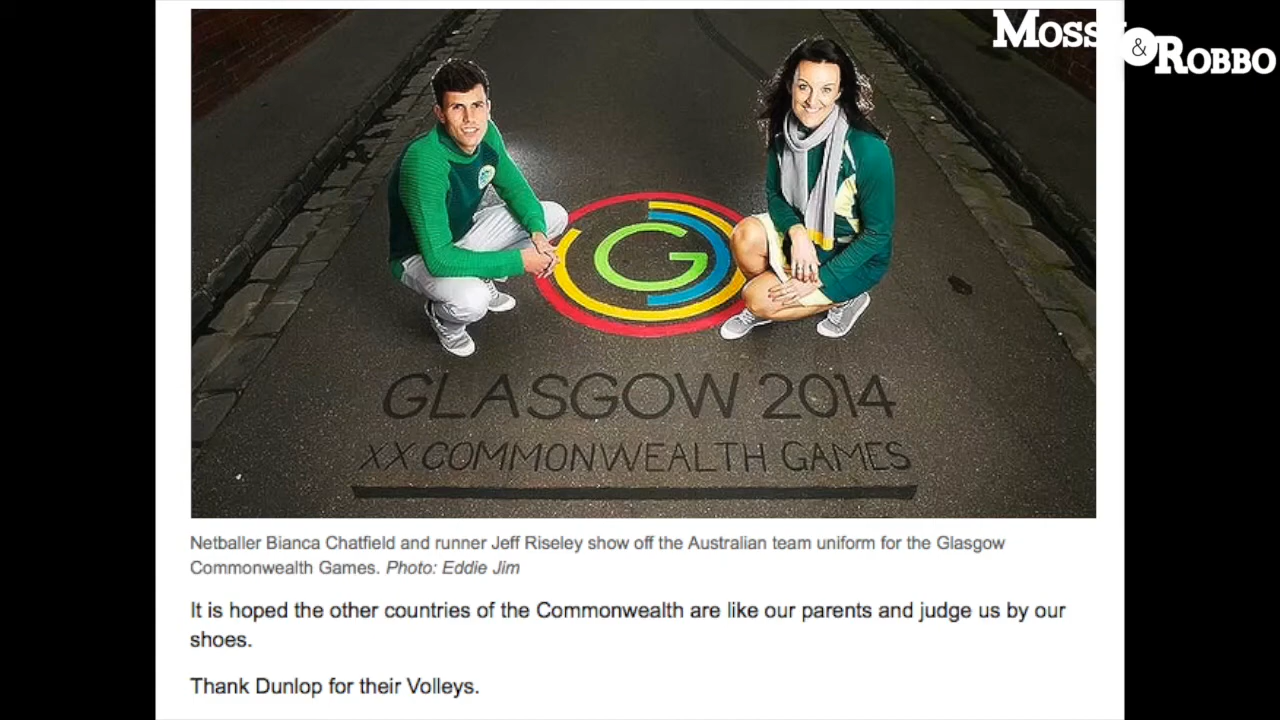 MOSSY & ROBBO
G
GLASGOW 2014
XX COMMONWEALTH GAMES
Netballer Bianca Chatfield and runner Jeff Riseley show off the Australian team uniform for the Glasgow
Commonwealth Games. Photo: Eddie Jim
It is hoped the other countries of the Commonwealth are like our parents and judge us by our
shoes.
Thank Dunlop for their Volleys.